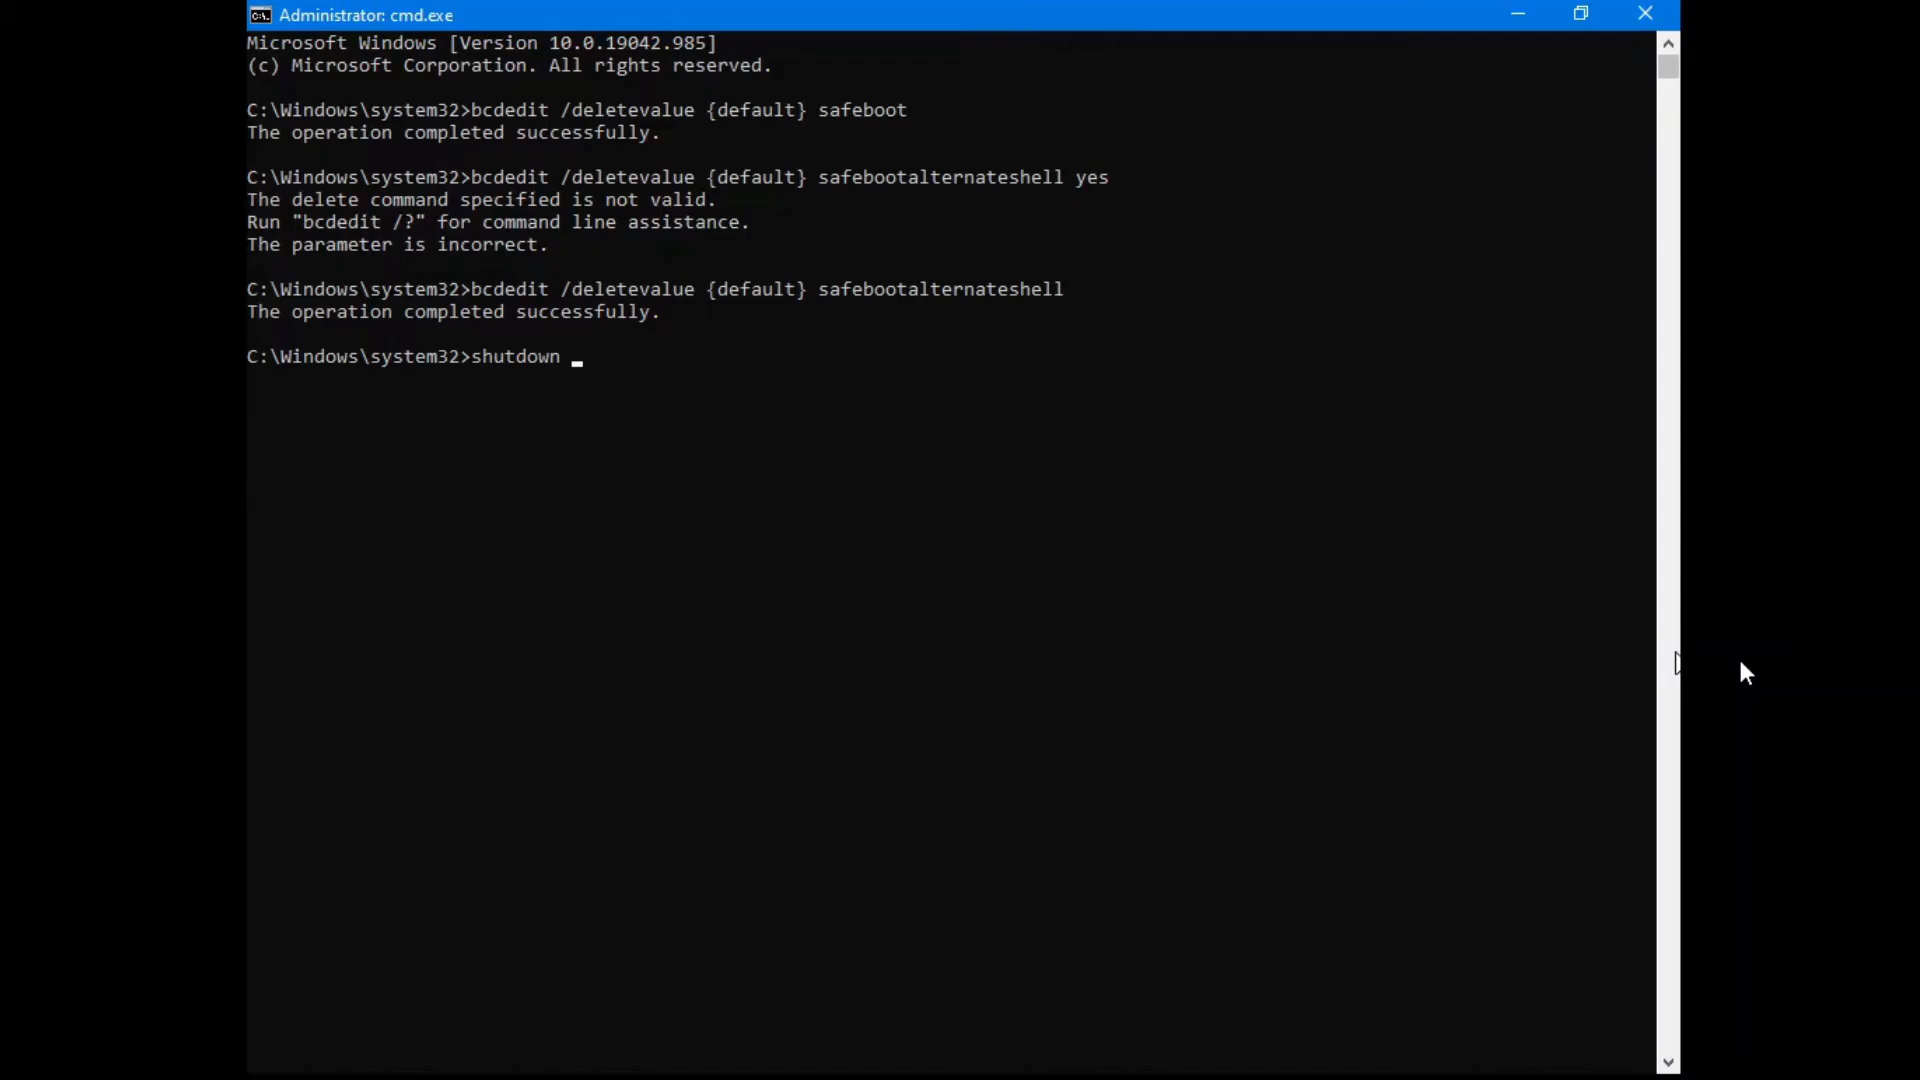 Administrator: cmd.exe
Microsoft Windows [Version 10.0.19042.985]
(c) Microsoft Corporation. All rights reserved.
C:\Windows\system32>bcdedit /deletevalue {default} safeboot
The operation completed successfully.
C:\Windows\system32>bcdedit /deletevalue {default} safebootalternateshell yes
The delete command specified is not valid.
Run "bcdedit /?" for command line assistance.
The parameter is incorrect.
C:\Windows\system32>bcdedit /deletevalue {default} safebootalternateshell
The operation completed successfully.
C:\Windows\system32>shutdown